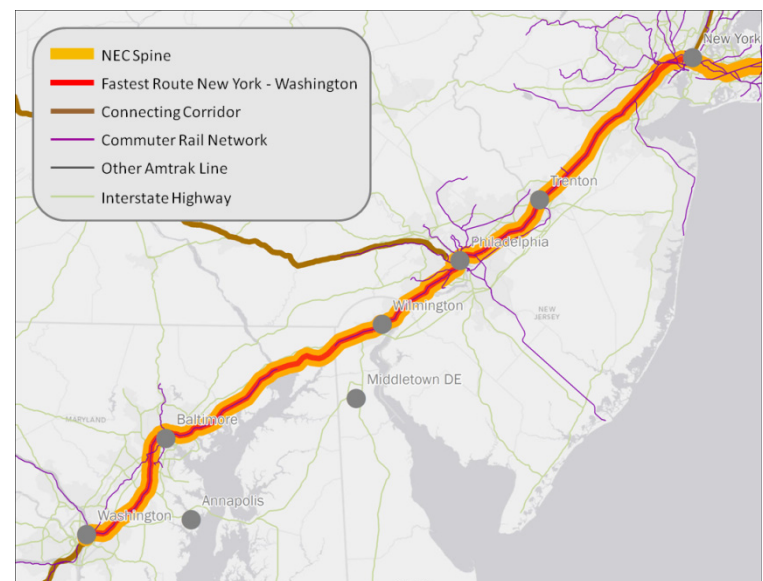 NEC Spine
Fastest Route New York - Washington
Connecting Corridor
Commuter Rail Network
Other Amtrak Line
Interstate Highway
New York
Trenton
Philadelphia
Wilmington
NEW
JERSEY
Middletown DE
MARYLAND
Baltimore
Annapolis
Washington